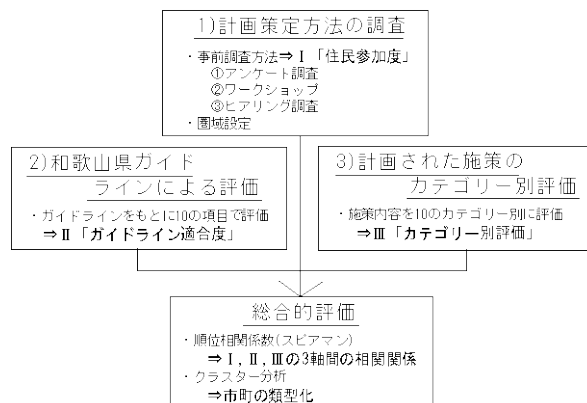 1)計画策定方法の調査
・事前調査方法⇒Ⅰ「住民参加度」
①アンケート調査
②ワークショップ
③ヒアリング調査
・圏域設定
2)和歌山県ガイド
ラインによる評価
・ガイドラインをもとに10の項目で評価
⇒Ⅱ「ガイドライン適合度」
3)計画された施策の
カテゴリー別評価
・施策内容を10のカテゴリー別に評価
⇒Ⅲ「カテゴリー別評価」
総合的評価
・順位相関係数(スピアマン)
⇒Ⅰ,Ⅱ,Ⅲの3軸間の相関関係
・クラスター分析
⇒市町の類型化